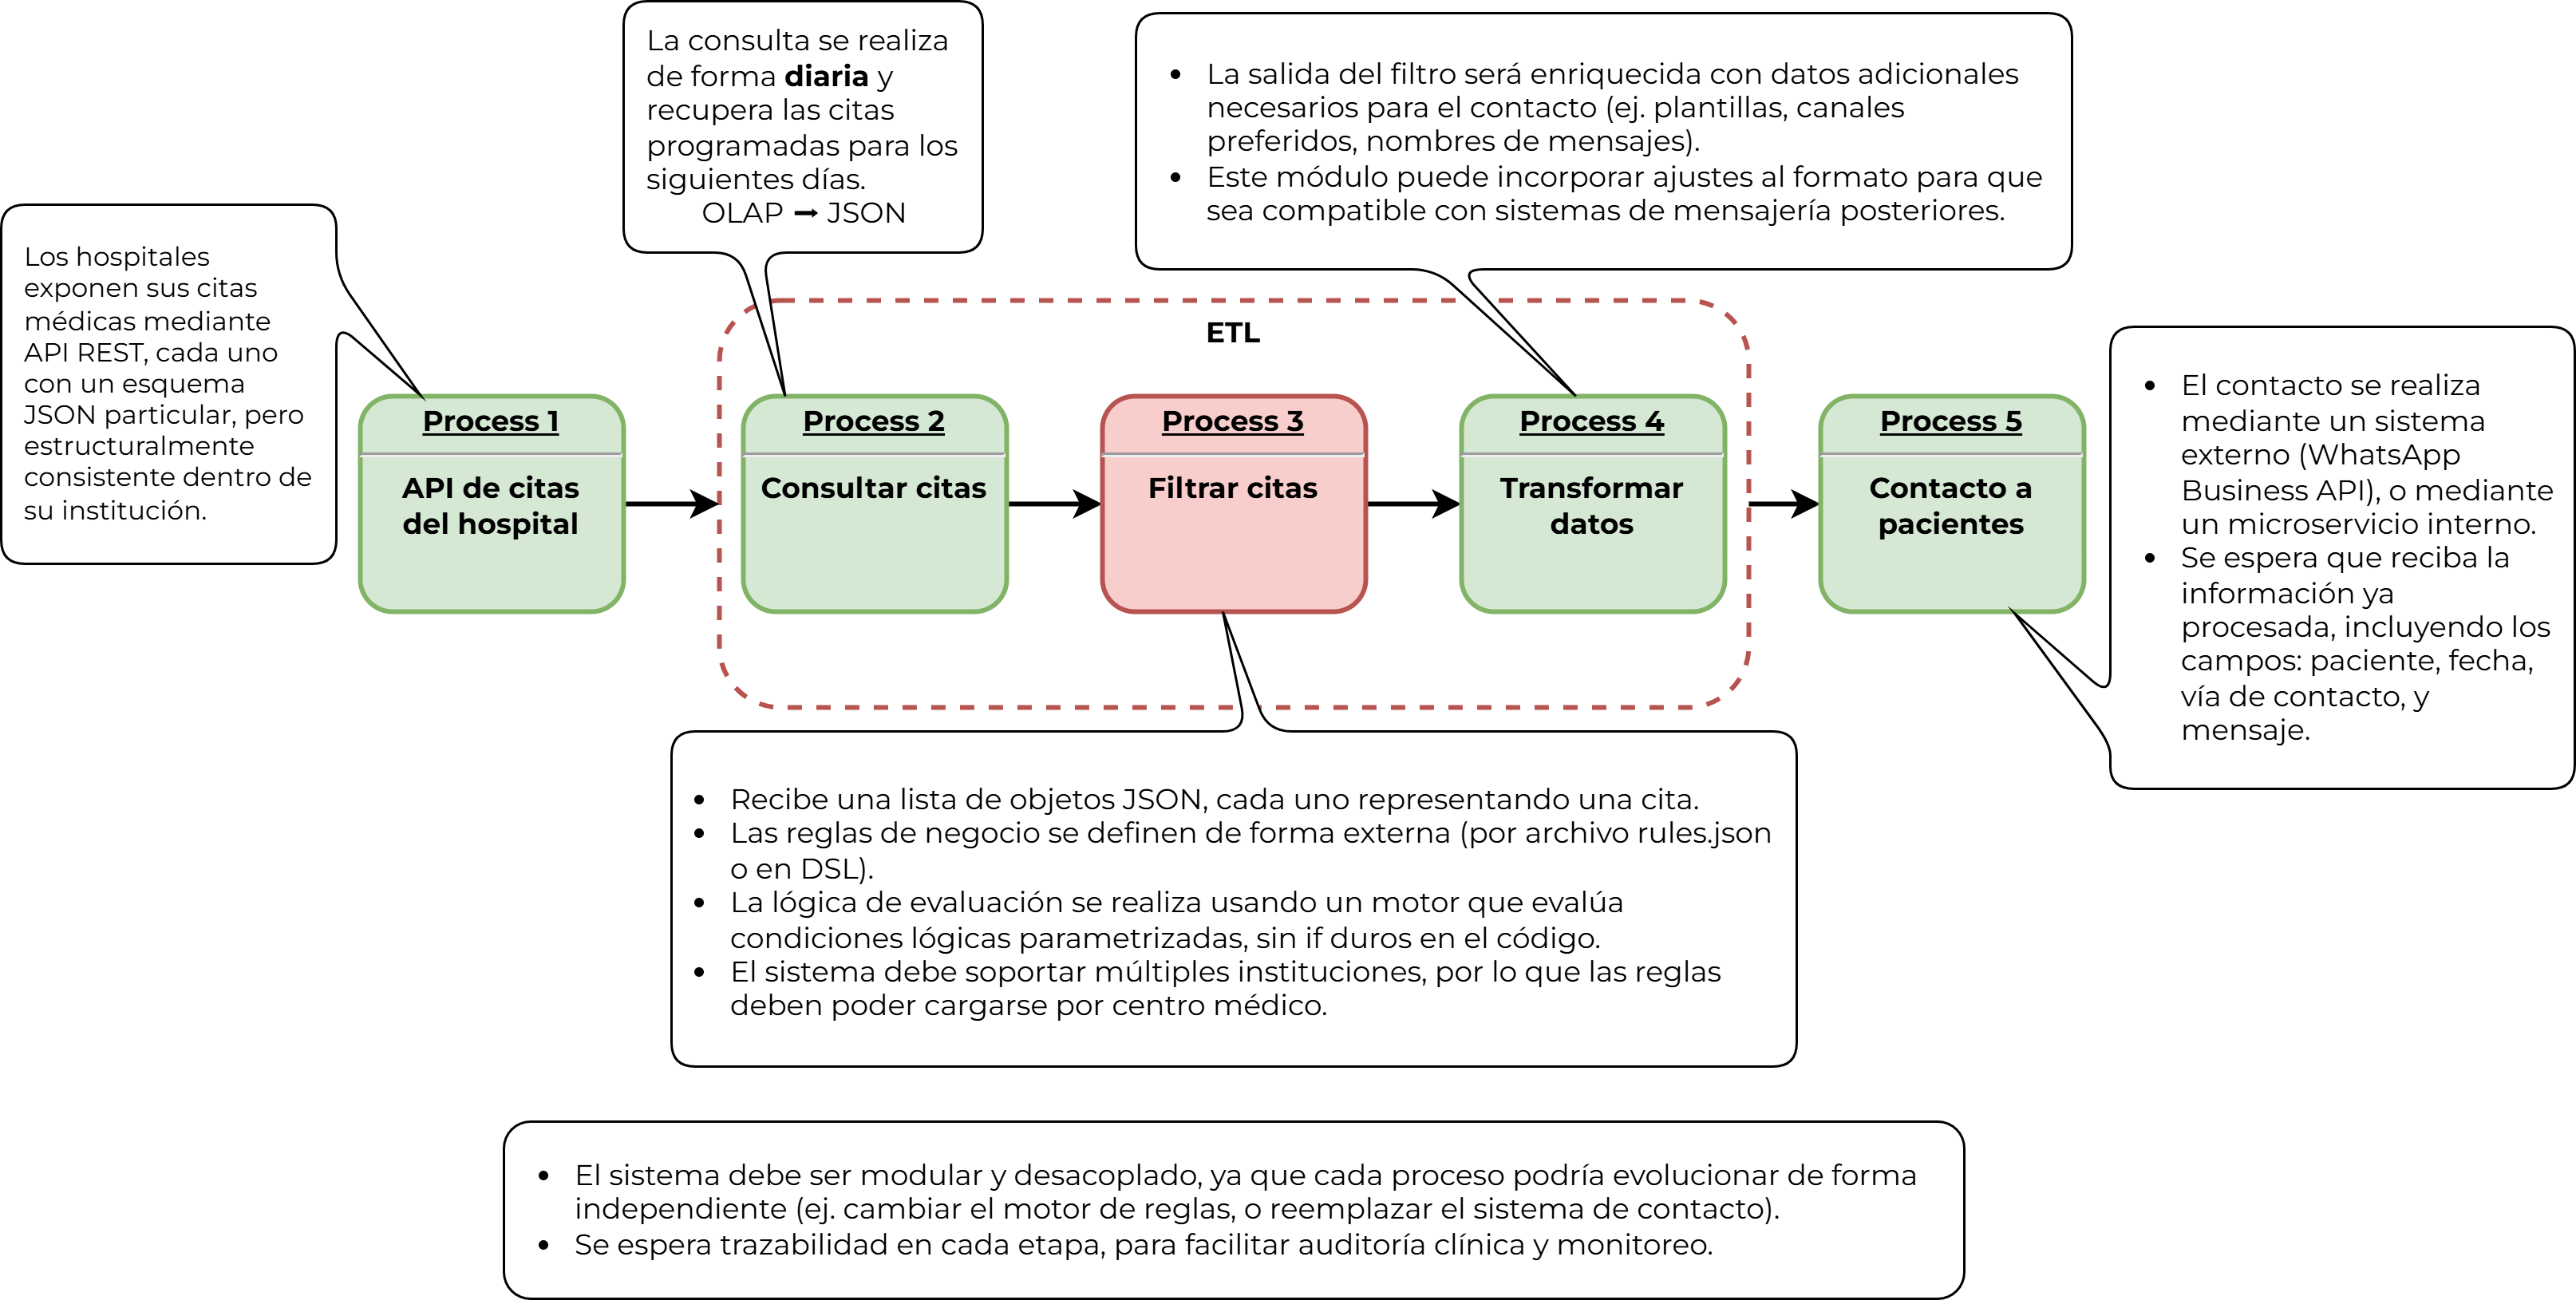 La consulta se realiza
de forma diaria y
recupera las citas
programadas para los
siguientes días.
OLAP ➞ JSON
• La salida del filtro será enriquecida con datos adicionales
necesarios para el contacto (ej. plantillas, canales
preferidos, nombres de mensajes).
• Este módulo puede incorporar ajustes al formato para que
sea compatible con sistemas de mensajería posteriores.
Los hospitales
exponen sus citas
médicas mediante
API REST, cada uno
con un esquema
JSON particular, pero
estructuralmente
consistente dentro de
su institución.
ETL
Process 1
API de citas
del hospital
Process 2
Consultar citas
Process 3
Filtrar citas
Process 4
Transformar
datos
Process 5
Contacto a
pacientes
• El contacto se realiza
mediante un sistema
externo (WhatsApp
Business API), o mediante
un microservicio interno.
• Se espera que reciba la
información ya
procesada, incluyendo los
campos: paciente, fecha,
vía de contacto, y
mensaje.
• Recibe una lista de objetos JSON, cada uno representando una cita.
• Las reglas de negocio se definen de forma externa (por archivo rules.json
o en DSL).
• La lógica de evaluación se realiza usando un motor que evalúa
condiciones lógicas parametrizadas, sin if duros en el código.
• El sistema debe soportar múltiples instituciones, por lo que las reglas
deben poder cargarse por centro médico.
• El sistema debe ser modular y desacoplado, ya que cada proceso podría evolucionar de forma
independiente (ej. cambiar el motor de reglas, o reemplazar el sistema de contacto).
• Se espera trazabilidad en cada etapa, para facilitar auditoría clínica y monitoreo.